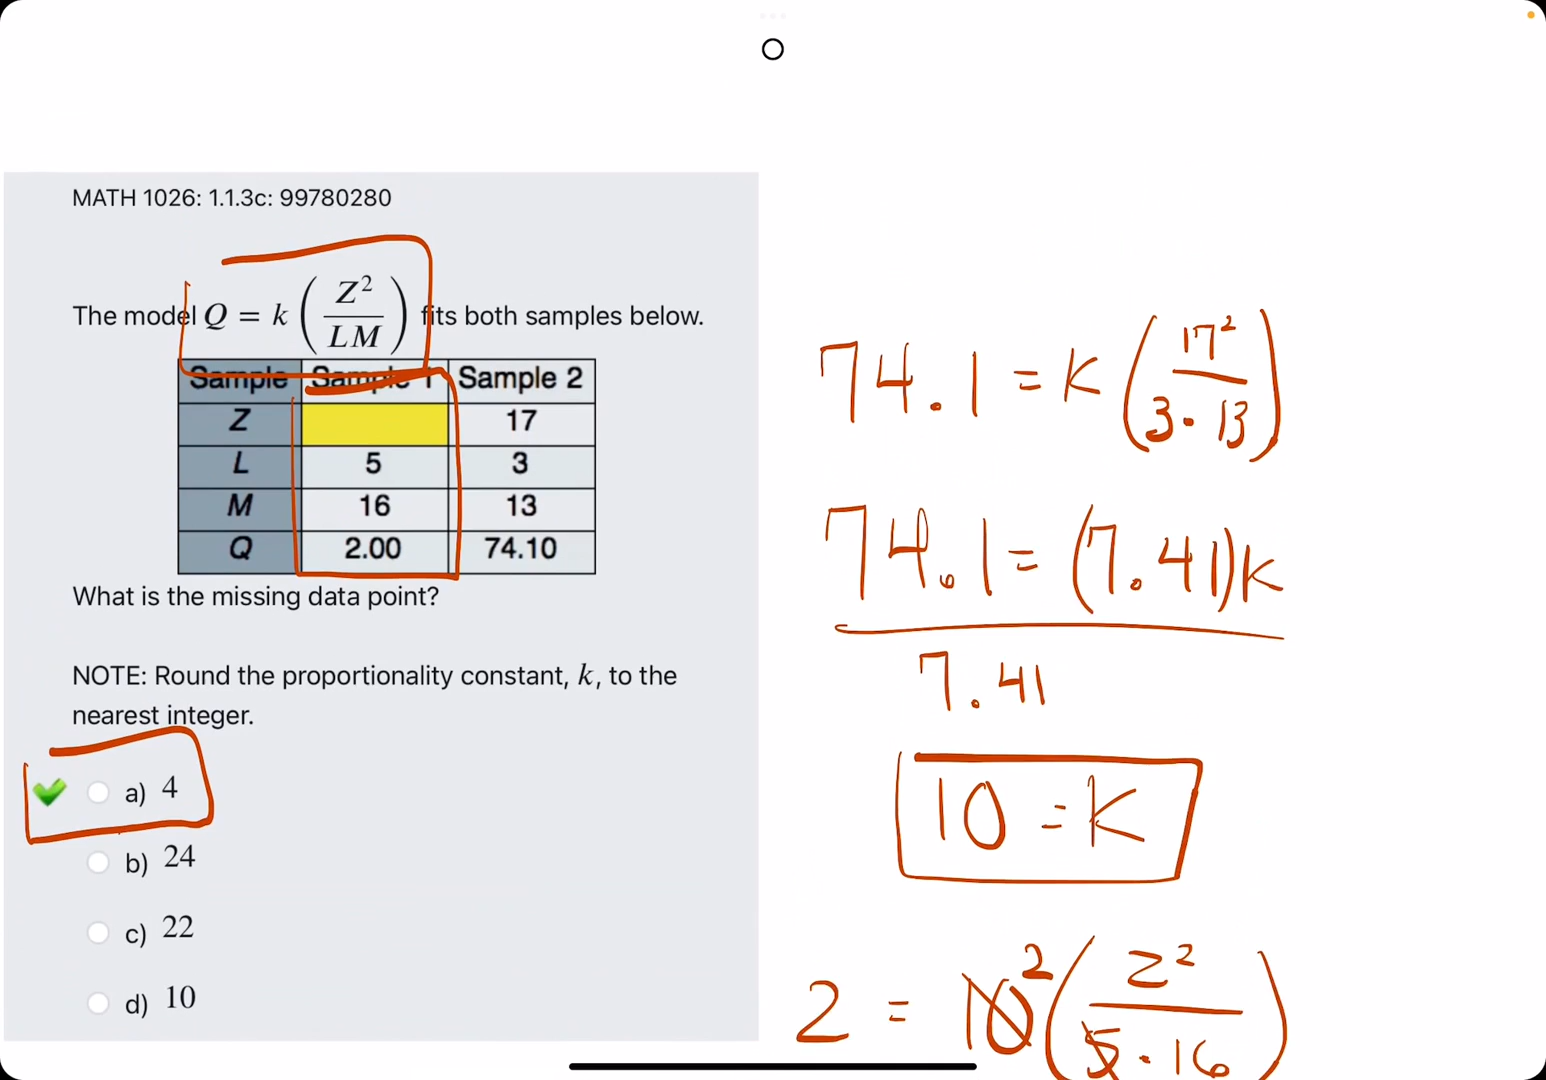 MATH 1026: 1.1.3c: 99780280
The model Q = k ( Z² / LM ) fits both samples below.
Sample Sample 1 Sample 2
Z 17
L 5 3
M 16 13
Q 2.00 74.10
What is the missing data point?
NOTE: Round the proportionality constant, k, to the
nearest integer.
a) 4
b) 24
c) 22
d) 10
74.1 = k ( 17² / 3 · 13 )
74.1 = (7.41)k
7.41
10 = k
2 = 10 2 ( Z² / 5 · 16 )